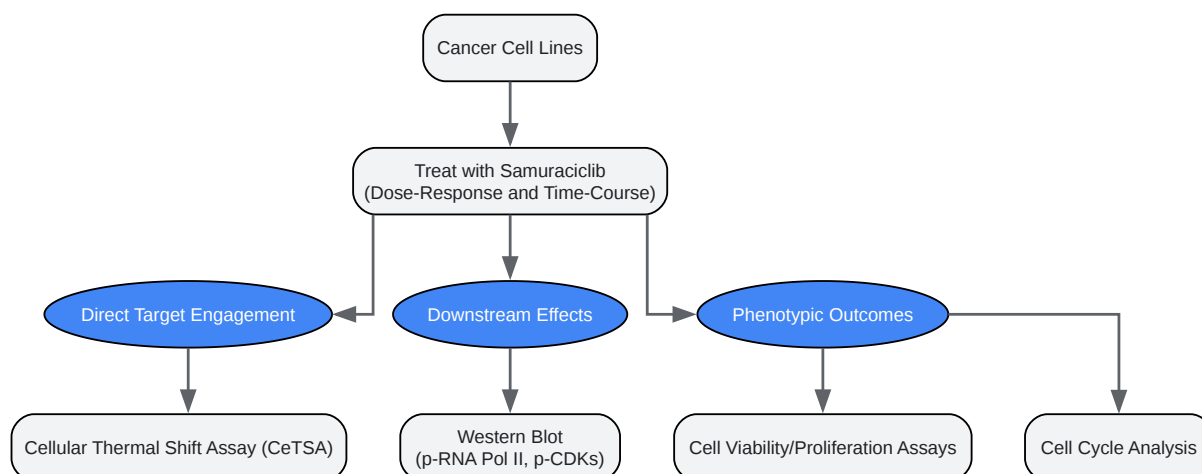 Cancer Cell Lines
Treat with Samuraciclib
(Dose-Response and Time-Course)
Direct Target Engagement
Downstream Effects
Phenotypic Outcomes
Cellular Thermal Shift Assay (CeTSA)
Western Blot
(p-RNA Pol II, p-CDKs)
Cell Viability/Proliferation Assays
Cell Cycle Analysis